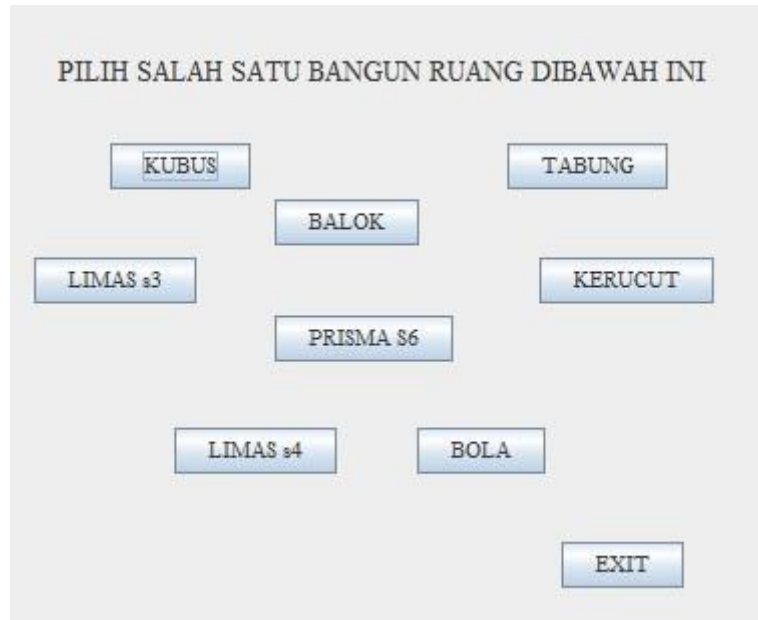 PILIH SALAH SATU BANGUN RUANG DIBAWAH INI
KUBUS
TABUNG
BALOK
LIMAS s3
KERUCUT
PRISMA S6
LIMAS s4
BOLA
EXIT